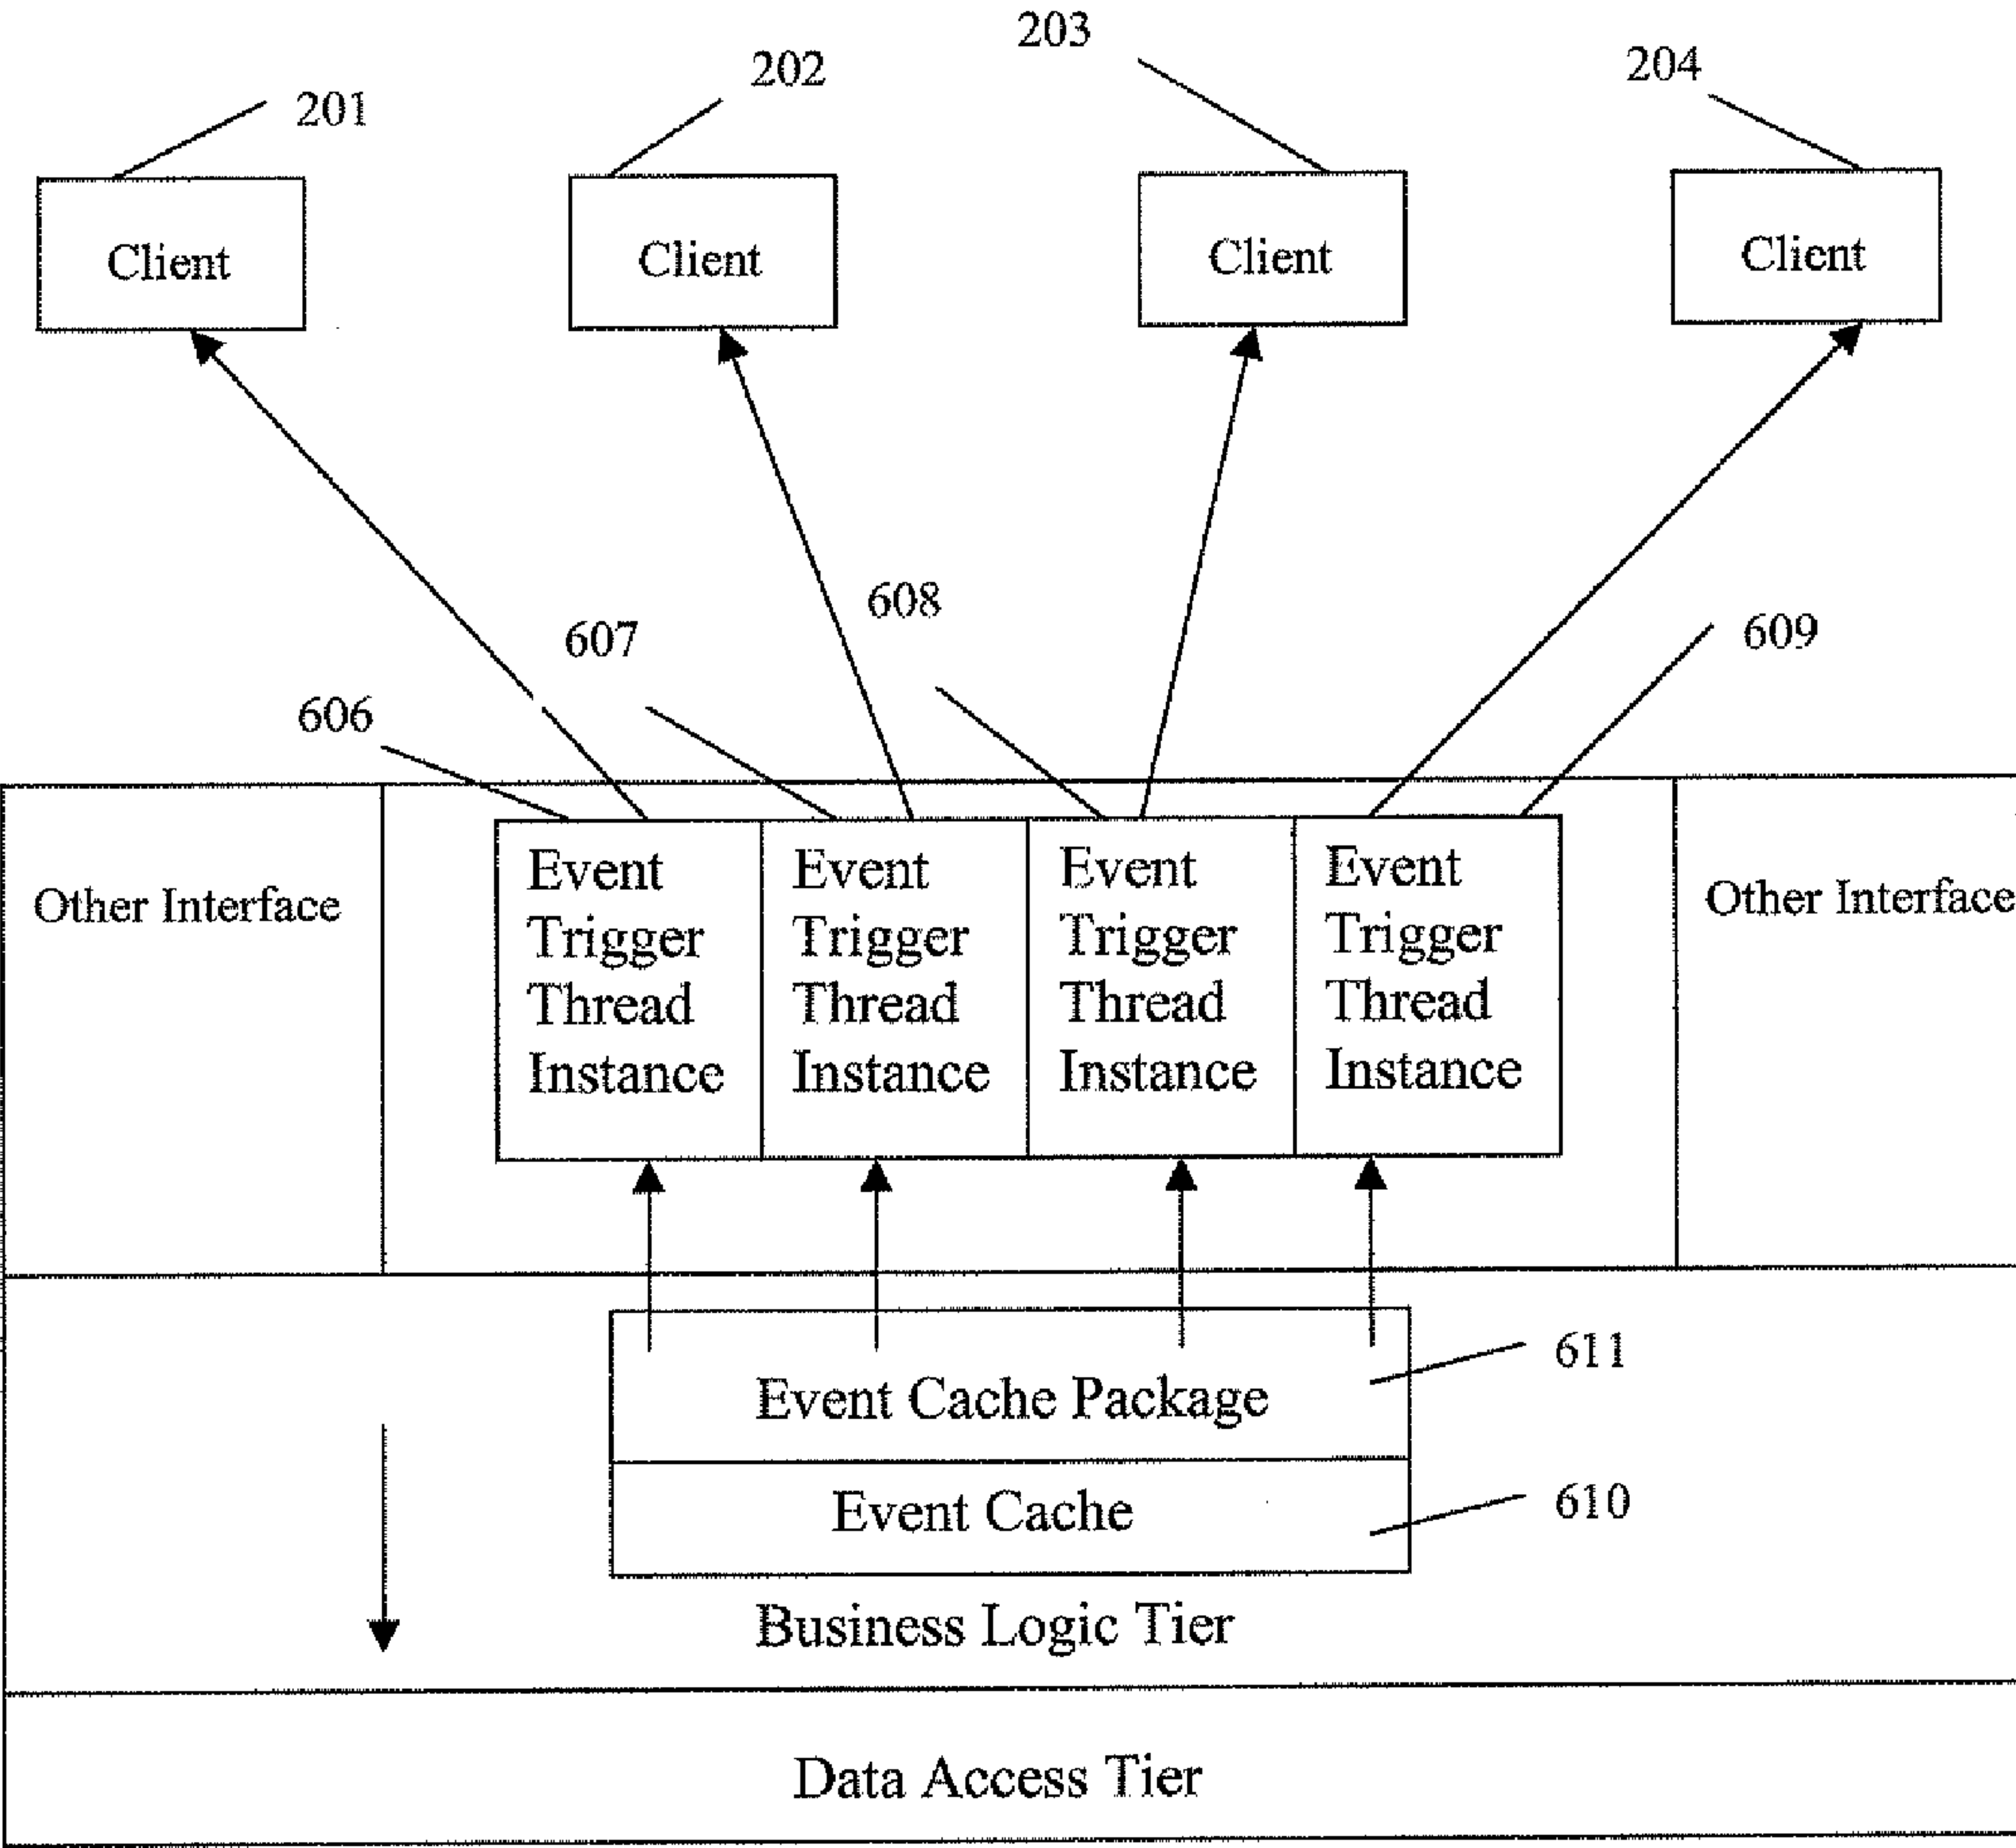 203
202
204
201
Client
Client
Client
Client
608
607
609
606
Other Interface
Event
Trigger
Thread
Instance
Event
Trigger
Thread
Instance
Event
Trigger
Thread
Instance
Event
Trigger
Thread
Instance
Other Interface
611
Event Cache Package
610
Event Cache
Business Logic Tier
Data Access Tier